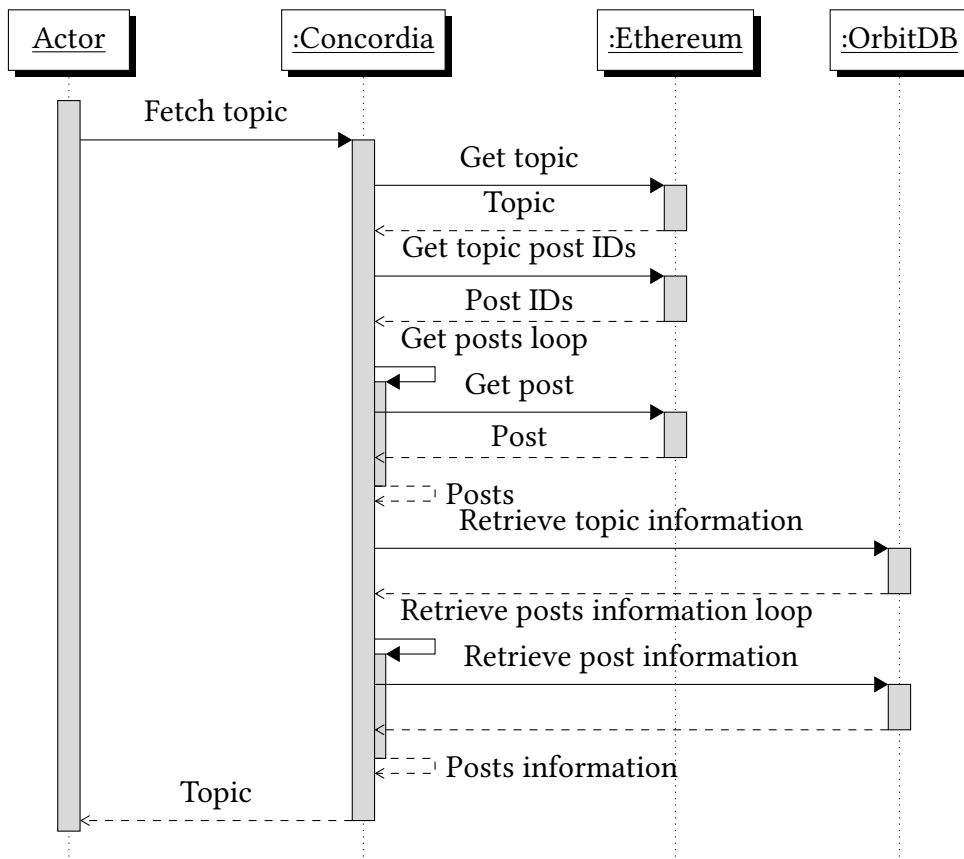 Actor
:Concordia
:Ethereum
:OrbitDB
Fetch topic
Get topic
Topic
Get topic post IDs
Post IDs
Get posts loop
Get post
Post
Posts
Retrieve topic information
Retrieve posts information loop
Retrieve post information
Posts information
Topic